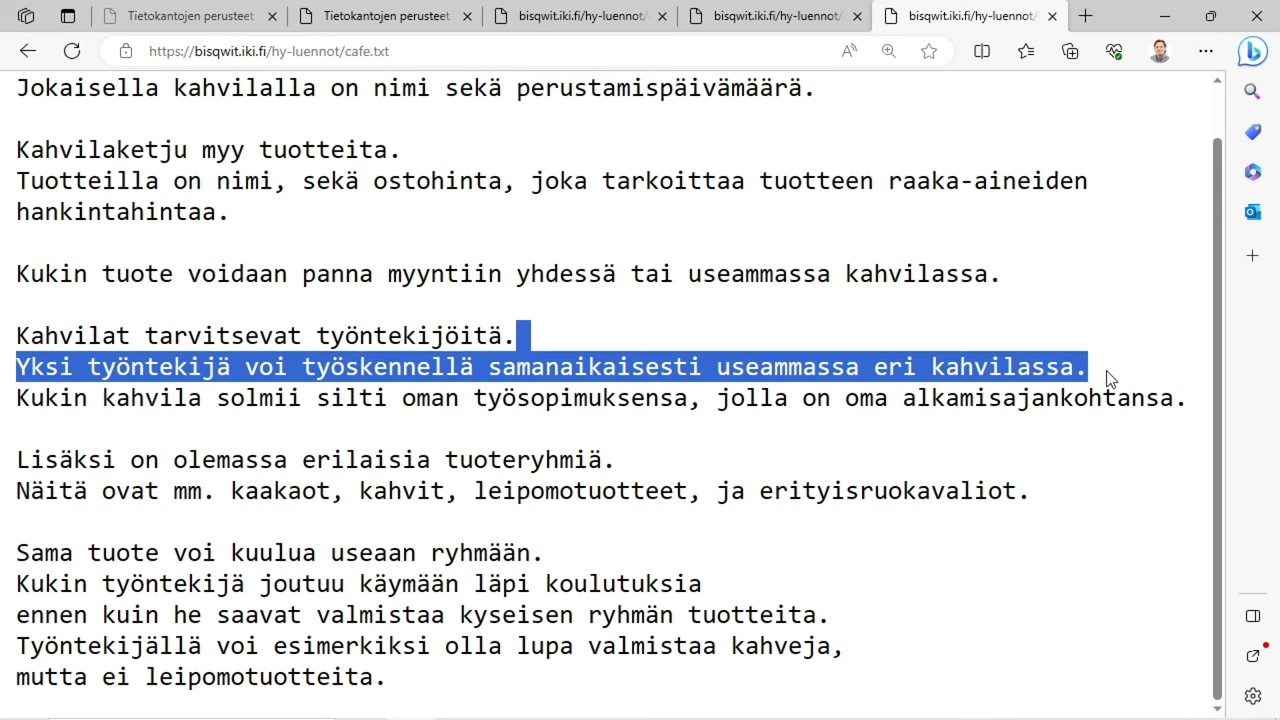 Tietokantojen perusteet
Tietokantojen perusteet
bisqwit.iki.fi/hy-luennot/
bisqwit.iki.fi/hy-luennot/
bisqwit.iki.fi/hy-luennot/
https://bisqwit.iki.fi/hy-luennot/cafe.txt
Jokaisella kahvilalla on nimi sekä perustamispäivämäärä.
Kahvilaketju myy tuotteita.
Tuotteilla on nimi, sekä ostohinta, joka tarkoittaa tuotteen raaka-aineiden
hankintahintaa.
Kukin tuote voidaan panna myyntiin yhdessä tai useammassa kahvilassa.
Kahvilat tarvitsevat työntekijöitä.
Yksi työntekijä voi työskennellä samanaikaisesti useammassa eri kahvilassa.
Kukin kahvila solmii silti oman työsopimuksensa, jolla on oma alkamisajankohtansa.
Lisäksi on olemassa erilaisia tuoteryhmiä.
Näitä ovat mm. kaakaot, kahvit, leipomotuotteet, ja erityisruokavaliot.
Sama tuote voi kuulua useaan ryhmään.
Kukin työntekijä joutuu käymään läpi koulutuksia
ennen kuin he saavat valmistaa kyseisen ryhmän tuotteita.
Työntekijällä voi esimerkiksi olla lupa valmistaa kahveja,
mutta ei leipomotuotteita.